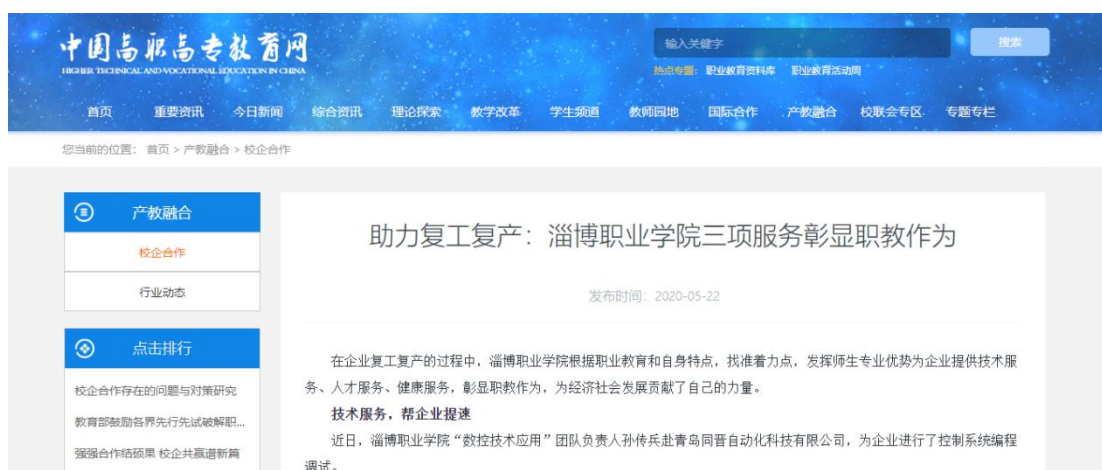 中国高职高专教育网
HIGHER TECHNICAL AND VOCATIONAL EDUCATION IN CHINA
输入关键字
搜索
热点专题: 职业教育资料库 职业教育活动周
首页 重要资讯 今日新闻 综合资讯 理论探索 教学改革 学生频道 教师园地 国际合作 产教融合 校联会专区 专题专栏
您当前的位置: 首页 > 产教融合 > 校企合作
产教融合
校企合作
行业动态
点击排行
校企合作存在的问题与对策研究
教育部鼓励各界先行先试破解职...
强强合作结硕果 校企共赢谱新篇
助力复工复产：淄博职业学院三项服务彰显职教作为
发布时间: 2020-05-22
在企业复工复产的过程中，淄博职业学院根据职业教育和自身特点，找准着力点，发挥师生专业优势为企业提供技术服
务、人才服务、健康服务，彰显职教作为，为经济社会发展贡献了自己的力量。
技术服务，帮企业提速
近日，淄博职业学院“数控技术应用”团队负责人孙传兵赴青岛同晋自动化科技有限公司，为企业进行了控制系统编程
调试。